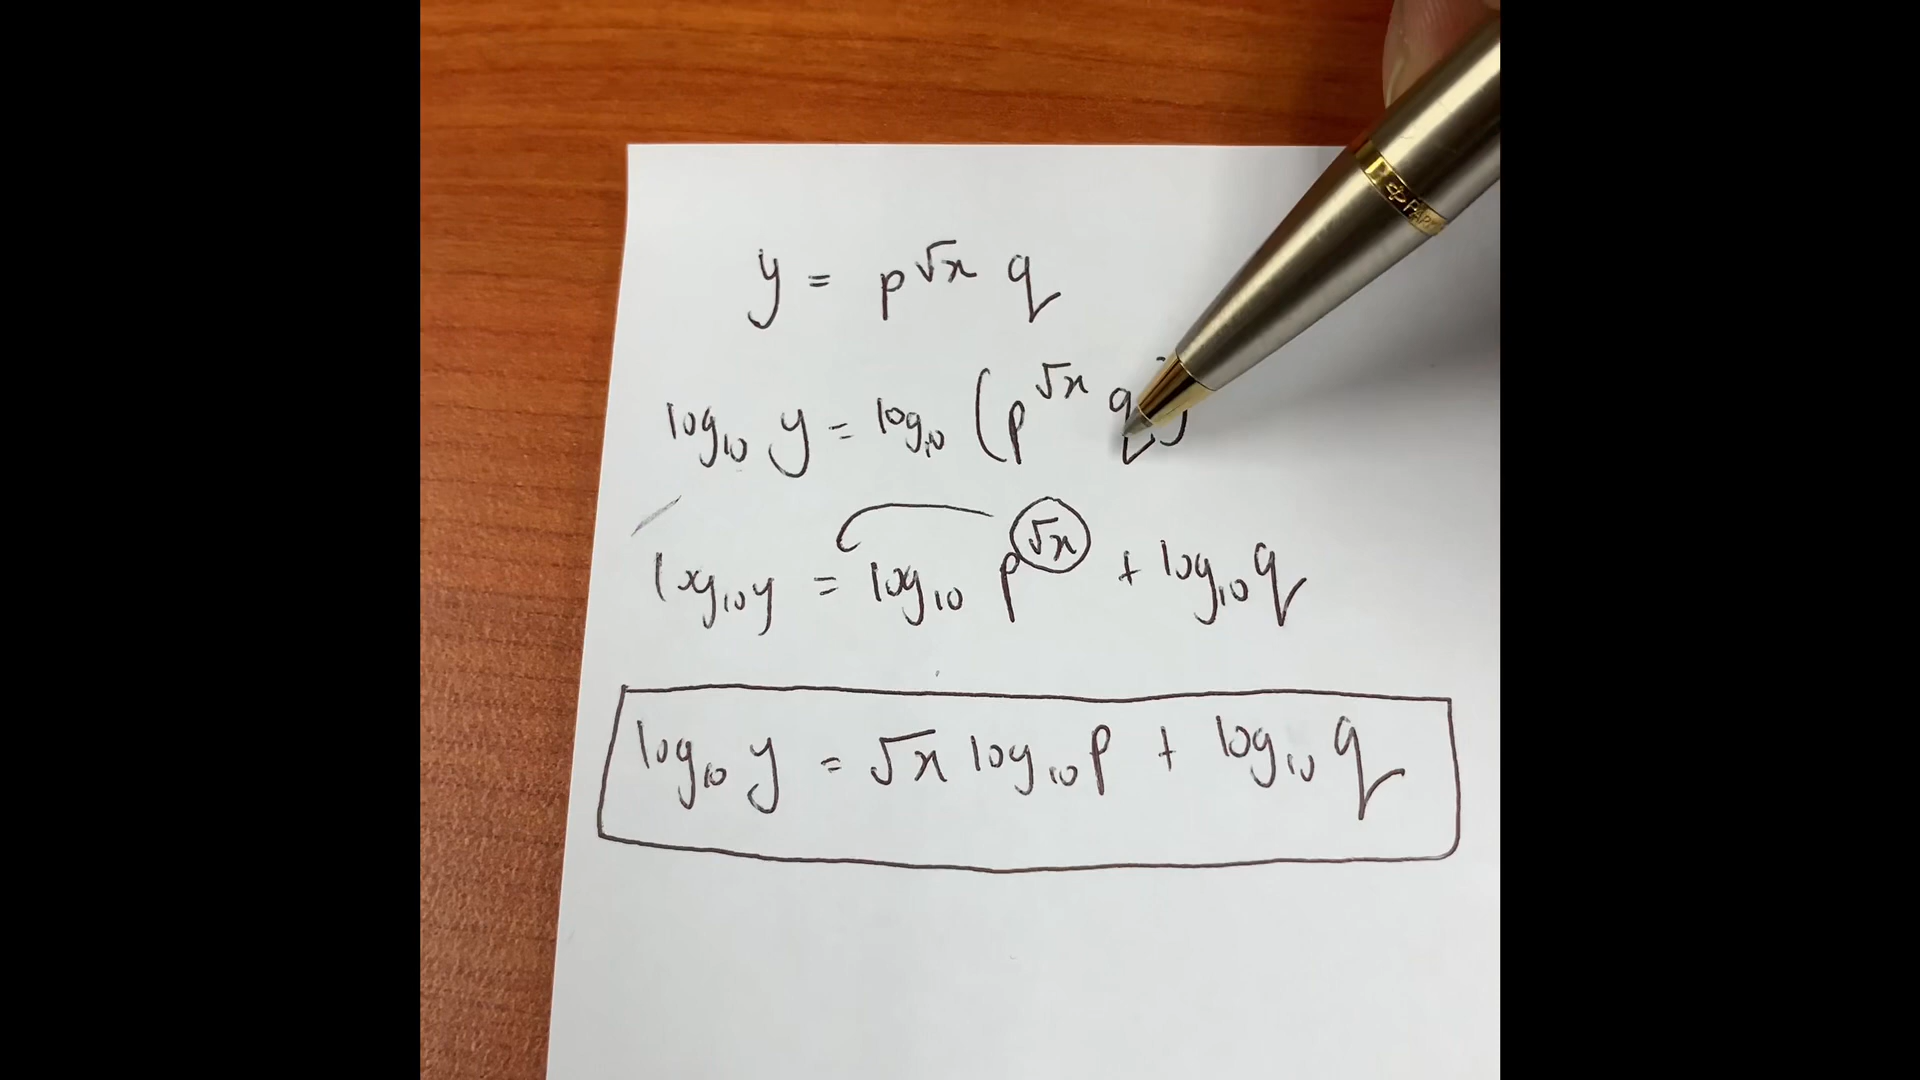 y = p^√x q
log₁₀ y = log₁₀ (p^√x q)
log₁₀ y = log₁₀ p^√x + log₁₀ q
log₁₀ y = √x log₁₀ p + log₁₀ q